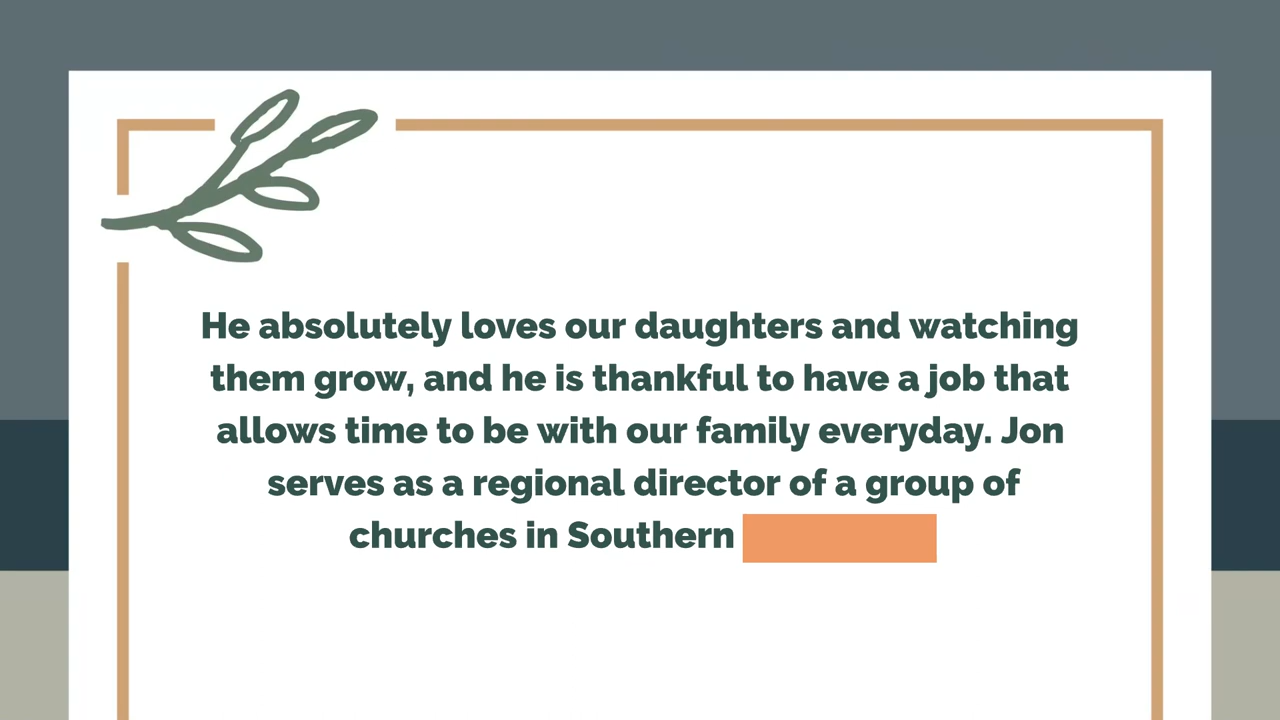 He absolutely loves our daughters and watching
them grow, and he is thankful to have a job that
allows time to be with our family everyday. Jon
serves as a regional director of a group of
churches in Southern